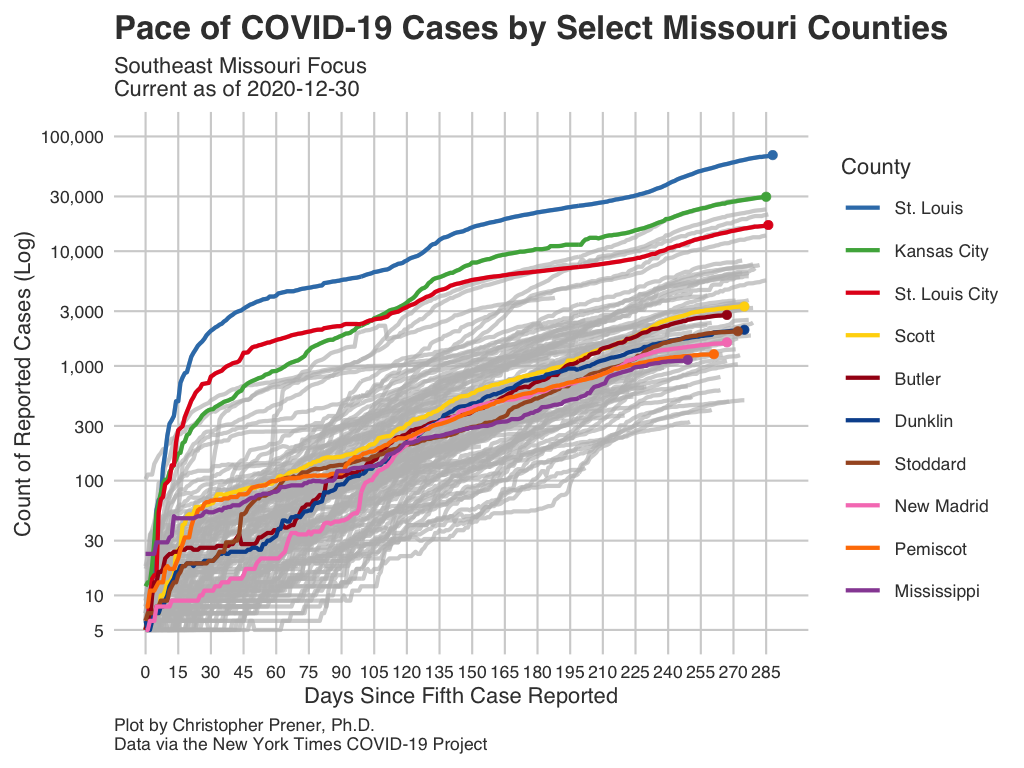 Pace of COVID-19 Cases by Select Missouri Counties
Southeast Missouri Focus
Current as of 2020-12-30
Count of Reported Cases (Log)
100,000
30,000
10,000
3,000
1,000
300
100
30
10
5
0 15 30 45 60 75 90 105 120 135 150 165 180 195 210 225 240 255 270 285
Days Since Fifth Case Reported
County
St. Louis
Kansas City
St. Louis City
Scott
Butler
Dunklin
Stoddard
New Madrid
Pemiscot
Mississippi
Plot by Christopher Prener, Ph.D.
Data via the New York Times COVID-19 Project